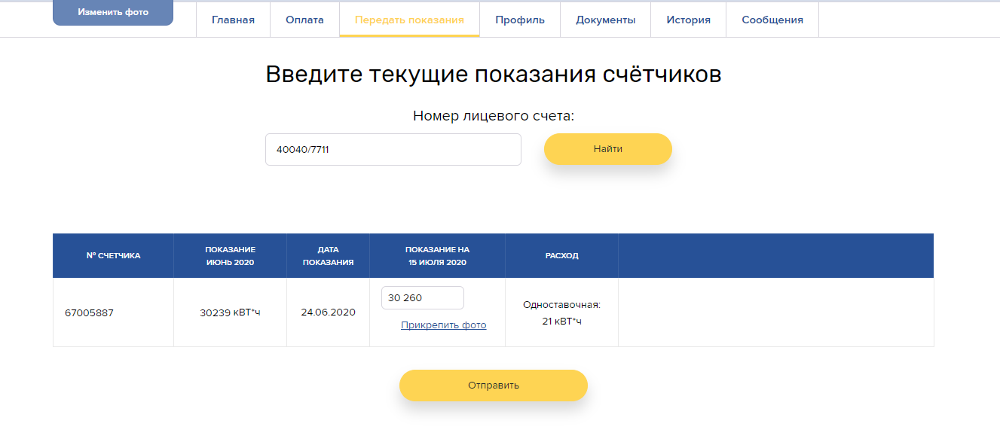 Изменить фото
Главная
Оплата
Передать показания
Профиль
Документы
История
Сообщения
Введите текущие показания счётчиков
Номер лицевого счета:
40040/7711
Найти
№ СЧЕТЧИКА
ПОКАЗАНИЕ
ИЮНЬ 2020
ДАТА
ПОКАЗАНИЯ
ПОКАЗАНИЕ НА
15 ИЮЛЯ 2020
РАСХОД
67005887
30239 кВТ*ч
24.06.2020
30 260
Прикрепить фото
Одноставочная:
21 кВТ*ч
Отправить